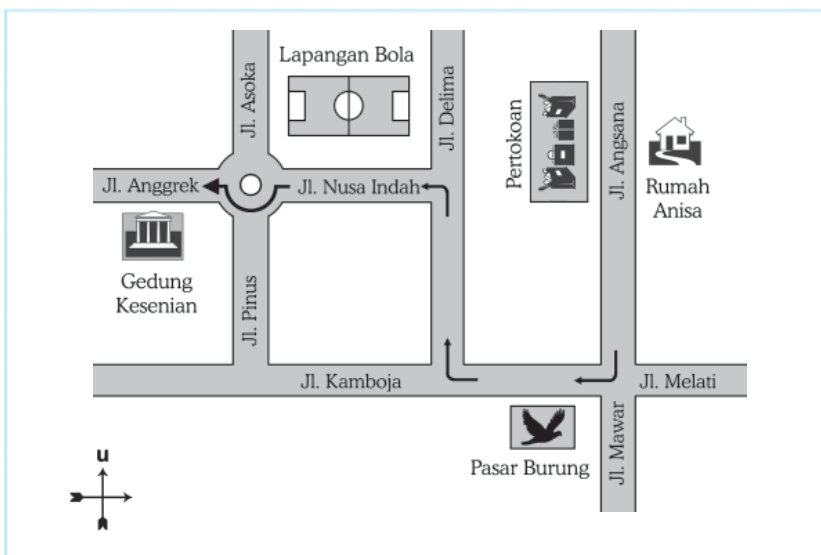 Lapangan Bola
Jl. Asoka
Jl. Delima
Pertokoan
Jl. Angsana
Jl. Anggrek
Jl. Nusa Indah
Rumah
Anisa
Gedung
Kesenian
Jl. Pinus
Jl. Kamboja
Jl. Melati
Jl. Mawar
Pasar Burung
u